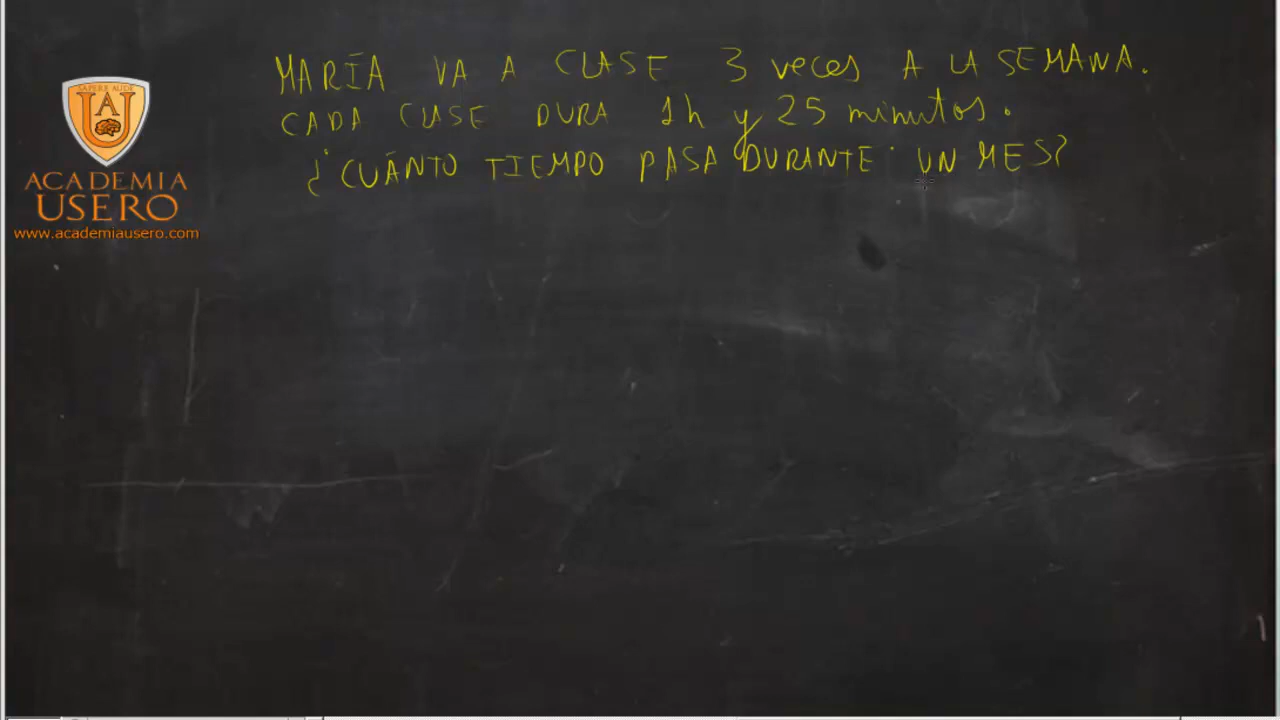 MARÍA VA A CLASE 3 veces A LA SEMANA.
CADA CLASE DURA 1h y 25 minutos.
¿CUÁNTO TIEMPO PASA DURANTE UN MES?
SAPERE AUDE
UA
ACADEMIA
USERO
www.academiausero.com